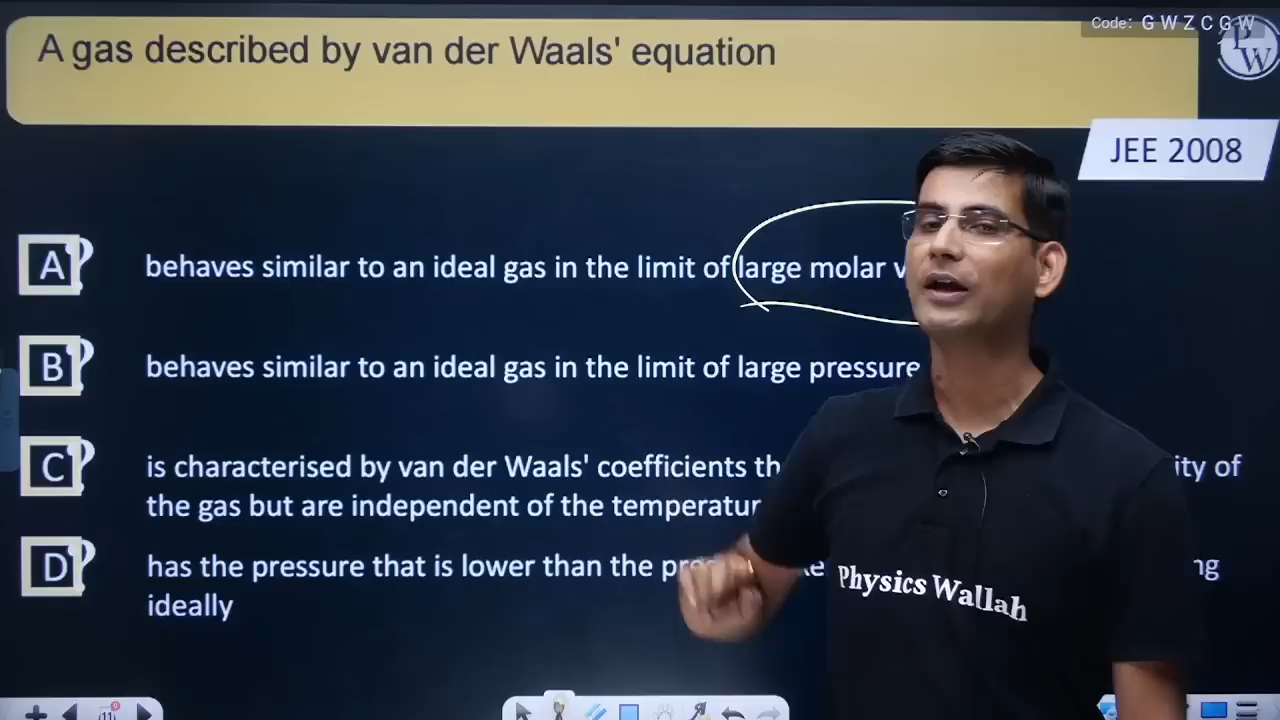 Code: G W Z C G W
A gas described by van der Waals' equation
PW
JEE 2008
A? behaves similar to an ideal gas in the limit of large molar
B? behaves similar to an ideal gas in the limit of large pressure
C? is characterised by van der Waals' coefficients ity of
the gas but are independent of the
D? has the pressure that is lower than the ng
ideally
Physics Wallah
11